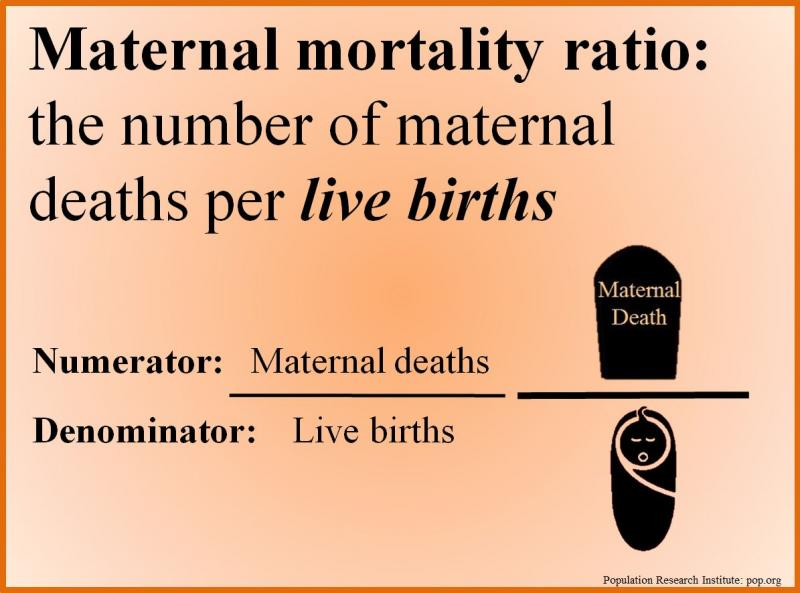 Maternal mortality ratio:
the number of maternal
deaths per live births
Maternal
Death
Numerator: Maternal deaths
Denominator: Live births
Population Research Institute: pop.org